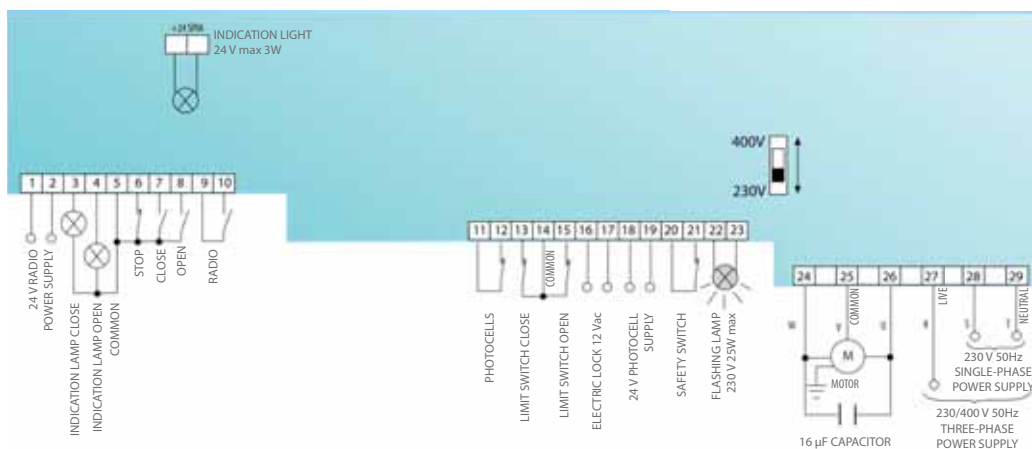 +24 SPIA
INDICATION LIGHT
24 V max 3W
400V
230V
1 2 3 4 5 6 7 8 9 10
24 V RADIO
POWER SUPPLY
INDICATION LAMP CLOSE
INDICATION LAMP OPEN
COMMON
STOP
CLOSE
OPEN
RADIO
11 12 13 14 15 16 17 18 19 20 21 22 23
PHOTOCELLS
LIMIT SWITCH CLOSE
COMMON
LIMIT SWITCH OPEN
ELECTRIC LOCK 12 Vac
24 V PHOTOCELL
SUPPLY
SAFETY SWITCH
FLASHING LAMP
230 V 25W max
24 25 26 27 28 29
COMMON
LIVE
NEUTRAL
W V U R S T
M
MOTOR
16 µF CAPACITOR
230 V 50Hz
SINGLE-PHASE
POWER SUPPLY
230/400 V 50Hz
THREE-PHASE
POWER SUPPLY